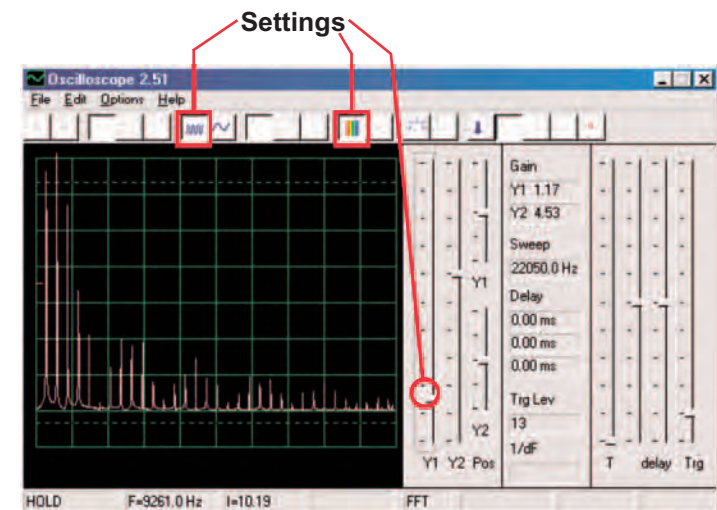 Settings
Oscilloscope 2.51
File Edit Options Help
Gain
Y1 1.17
Y2 4.53
Sweep
22050.0 Hz
Y1
Delay
0.00 ms
0.00 ms
0.00 ms
Trg Lev
13
Y2
1/dF
Y1 Y2 Pos
T delay Trg
HOLD F=9261.0 Hz I=10.19 FFT